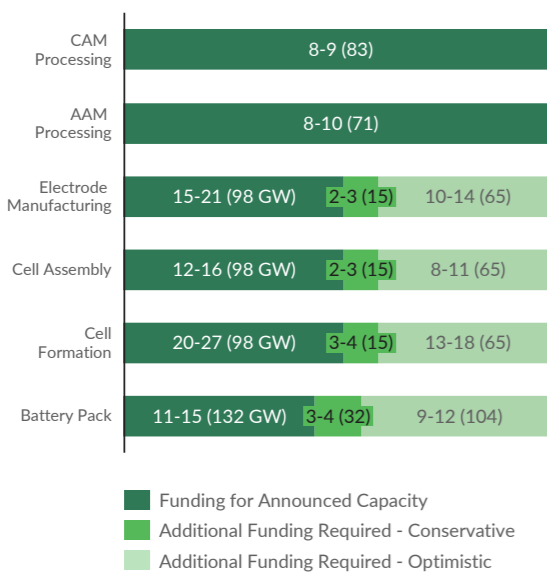 CAM
Processing
8-9 (83)
AAM
Processing
8-10 (71)
Electrode
Manufacturing
15-21 (98 GW)
2-3 (15)
10-14 (65)
Cell Assembly
12-16 (98 GW)
2-3 (15)
8-11 (65)
Cell
Formation
20-27 (98 GW)
3-4 (15)
13-18 (65)
Battery Pack
11-15 (132 GW)
3-4 (32)
9-12 (104)
Funding for Announced Capacity
Additional Funding Required - Conservative
Additional Funding Required - Optimistic